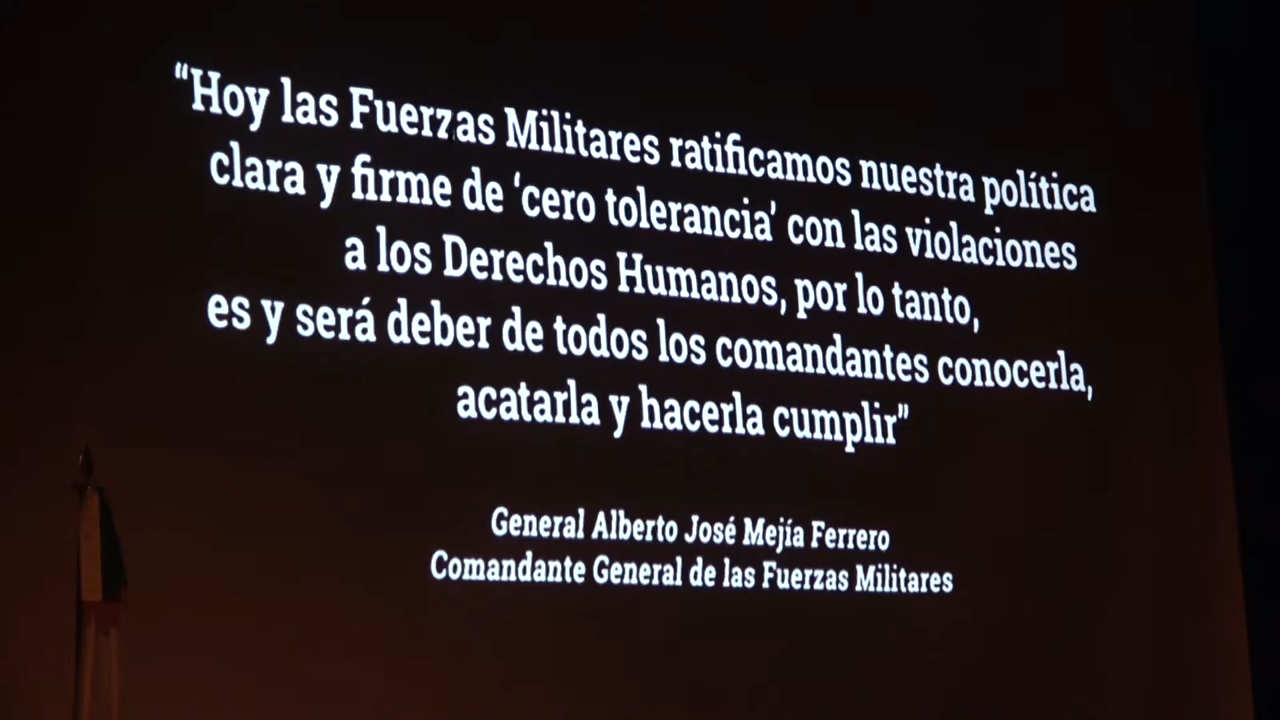 “Hoy las Fuerzas Militares ratificamos nuestra política
clara y firme de ‘cero tolerancia’ con las violaciones
a los Derechos Humanos, por lo tanto,
es y será deber de todos los comandantes conocerla,
acatarla y hacerla cumplir”
General Alberto José Mejía Ferrero
Comandante General de las Fuerzas Militares